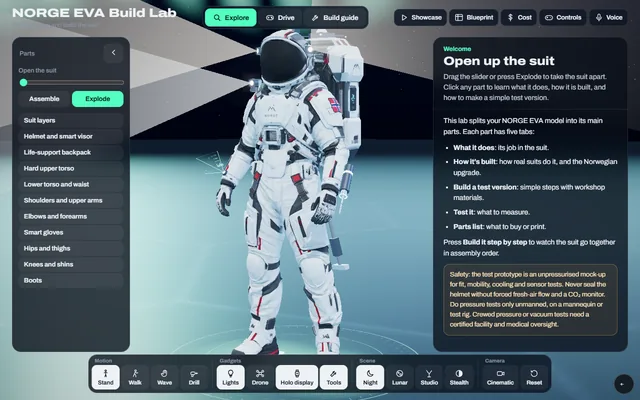 NORGE EVA Build Lab
Explore
Drive
Build guide
Showcase
Blueprint
Cost
Controls
Voice
Parts
Open the suit
Assemble
Explode
Suit layers
Helmet and smart visor
Life-support backpack
Hard upper torso
Lower torso and waist
Shoulders and upper arms
Elbows and forearms
Smart gloves
Hips and thighs
Knees and shins
Boots
Welcome
Open up the suit
Drag the slider or press Explode to take the suit apart.
Click any part to learn what it does, how it is built, and
how to make a simple test version.
This lab splits your NORGE EVA model into its main
parts. Each part has five tabs:
• What it does: its job in the suit.
• How it's built: how real suits do it, and the Norwegian
upgrade.
• Build a test version: simple steps with workshop
materials.
• Test it: what to measure.
• Parts list: what to buy or print.
Press Build it step by step to watch the suit go together
in assembly order.
Safety: the test prototype is an unpressurised mock-up
for fit, mobility, cooling and sensor tests. Never seal the
helmet without forced fresh-air flow and a CO₂ monitor.
Do pressure tests only unmanned, on a mannequin or
test rig. Crewed pressure or vacuum tests need a
certified facility and medical oversight.
Motion
Stand
Walk
Wave
Drill
Gadgets
Lights
Drone
Holo display
Tools
Scene
Night
Lunar
Studio
Stealth
Camera
Cinematic
Reset